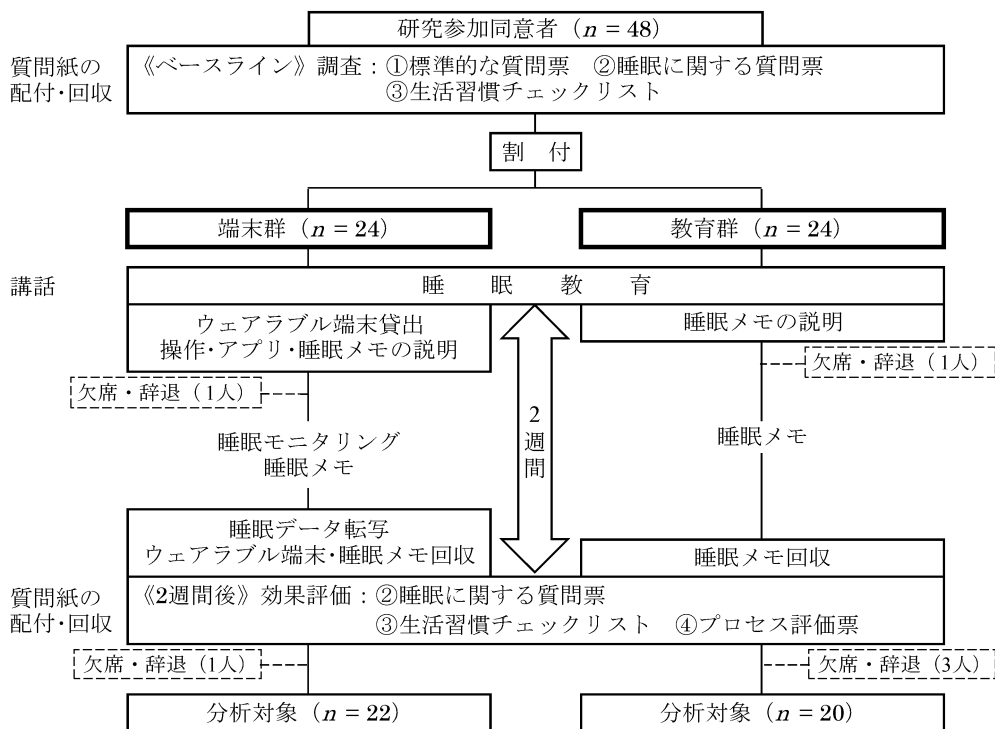 研究参加同意者（n = 48）
質問紙の
配付・回収
《ベースライン》調査：①標準的な質問票　②睡眠に関する質問票
③生活習慣チェックリスト
割　付
端末群（n = 24）
教育群（n = 24）
講話
睡　眠　教　育
ウェアラブル端末貸出
操作・アプリ・睡眠メモの説明
睡眠メモの説明
欠席・辞退（1人）
欠席・辞退（1人）
2週間
睡眠モニタリング
睡眠メモ
睡眠メモ
睡眠データ転写
ウェアラブル端末・睡眠メモ回収
睡眠メモ回収
質問紙の
配付・回収
《2週間後》効果評価：②睡眠に関する質問票
③生活習慣チェックリスト　④プロセス評価票
欠席・辞退（1人）
欠席・辞退（3人）
分析対象（n = 22）
分析対象（n = 20）